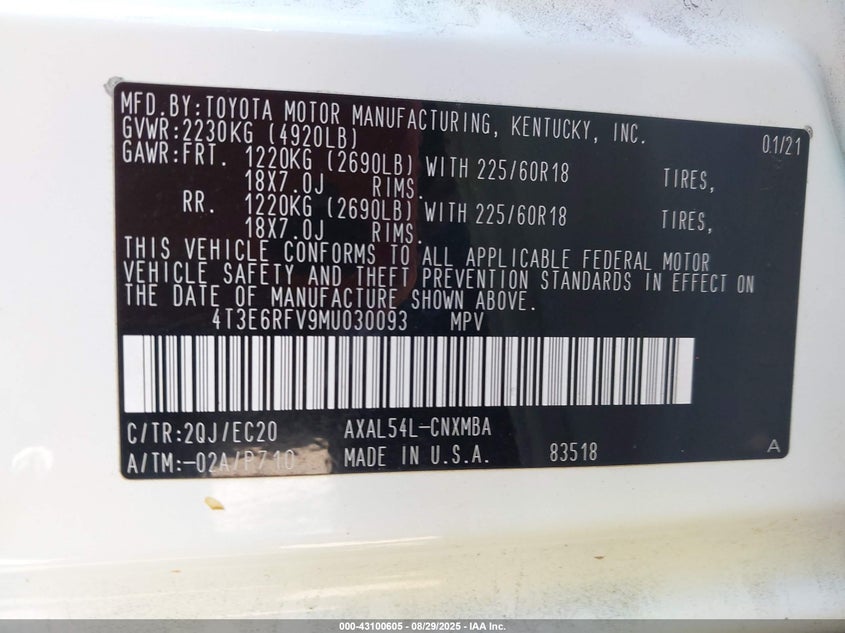 MFD.BY:TOYOTA MOTOR MANUFACTURING, KENTUCKY, INC.
GVWR:2230KG (4920LB) 01/21
GAWR:FRT. 1220KG (2690LB) WITH 225/60R18 TIRES,
18X7.0J RIMS.
RR. 1220KG (2690LB) WITH 225/60R18 TIRES,
18X7.0J RIMS.
THIS VEHICLE CONFORMS TO ALL APPLICABLE FEDERAL MOTOR
VEHICLE SAFETY AND THEFT PREVENTION STANDARDS IN EFFECT ON
THE DATE OF MANUFACTURE SHOWN ABOVE.
4T3E6RFV9MU030093 MPV
C/TR:2QJ/EC20 AXAL54L-CNXMBA
A/TM:-02A/P710 MADE IN U.S.A. 83518 A
000-43100605 - 08/29/2025 - IAA Inc.